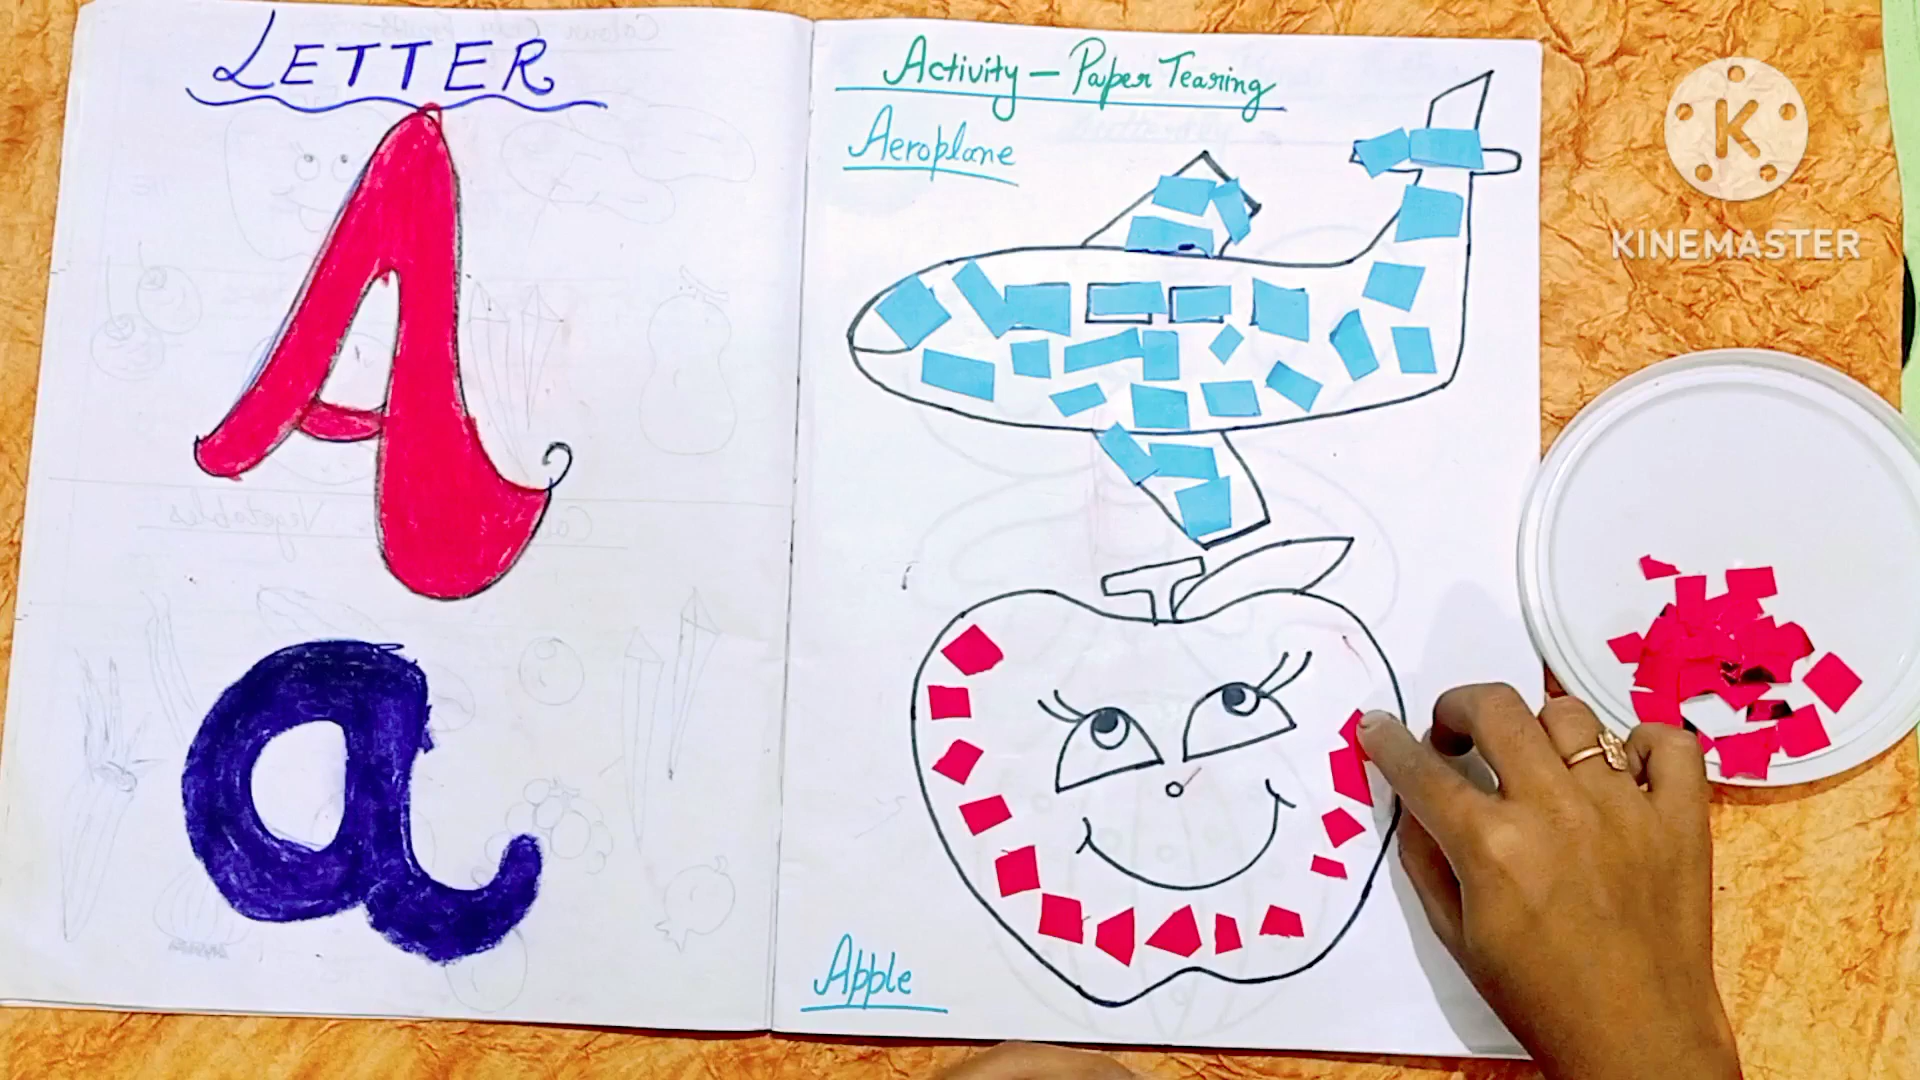 LETTER
A
a
Activity – Paper Tearing
Aeroplane
Apple
K
KINEMASTER